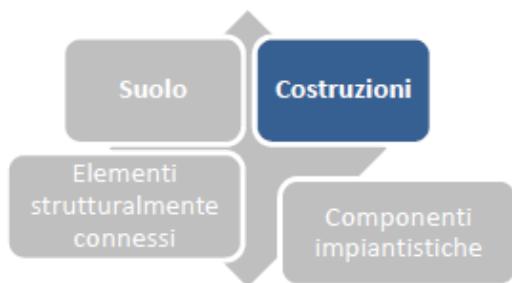 Suolo
Costruzioni
Elementi
strutturalmente
connessi
Componenti
impiantistiche